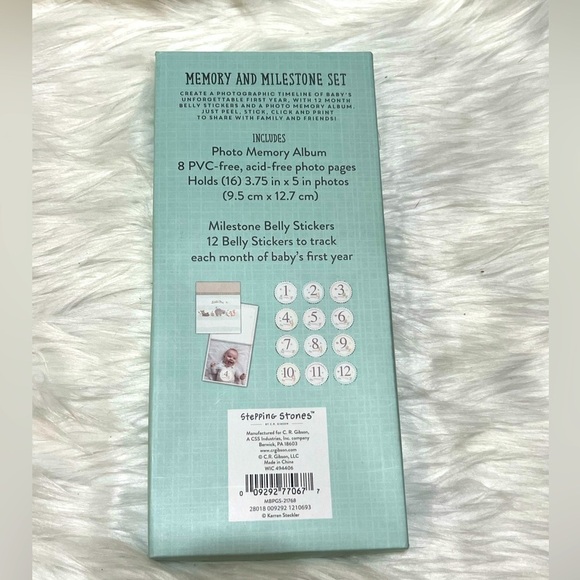 MEMORY AND MILESTONE SET
CREATE A PHOTOGRAPHIC TIMELINE OF BABY'S
UNFORGETTABLE FIRST YEAR, WITH 12 MONTH
BELLY STICKERS AND A PHOTO MEMORY ALBUM.
JUST PEEL, STICK, CLICK AND PRINT
TO SHARE WITH FAMILY AND FRIENDS!
INCLUDES
Photo Memory Album
8 PVC-free, acid-free photo pages
Holds (16) 3.75 in x 5 in photos
(9.5 cm x 12.7 cm)
Milestone Belly Stickers
12 Belly Stickers to track
each month of baby's first year
1 2 3
4 5 6
7 8 9
10 11 12
Stepping Stones™
BY C.R. GIBSON
Manufactured for C. R. Gibson,
A CSS Industries, Inc. company
Berwick, PA 18603
www.crgibson.com
© C.R. Gibson, LLC
Made in China
WIC #94406
0 09292 77067 7
MBPGS-21768
28018 009292 1210693
© Karren Steckler